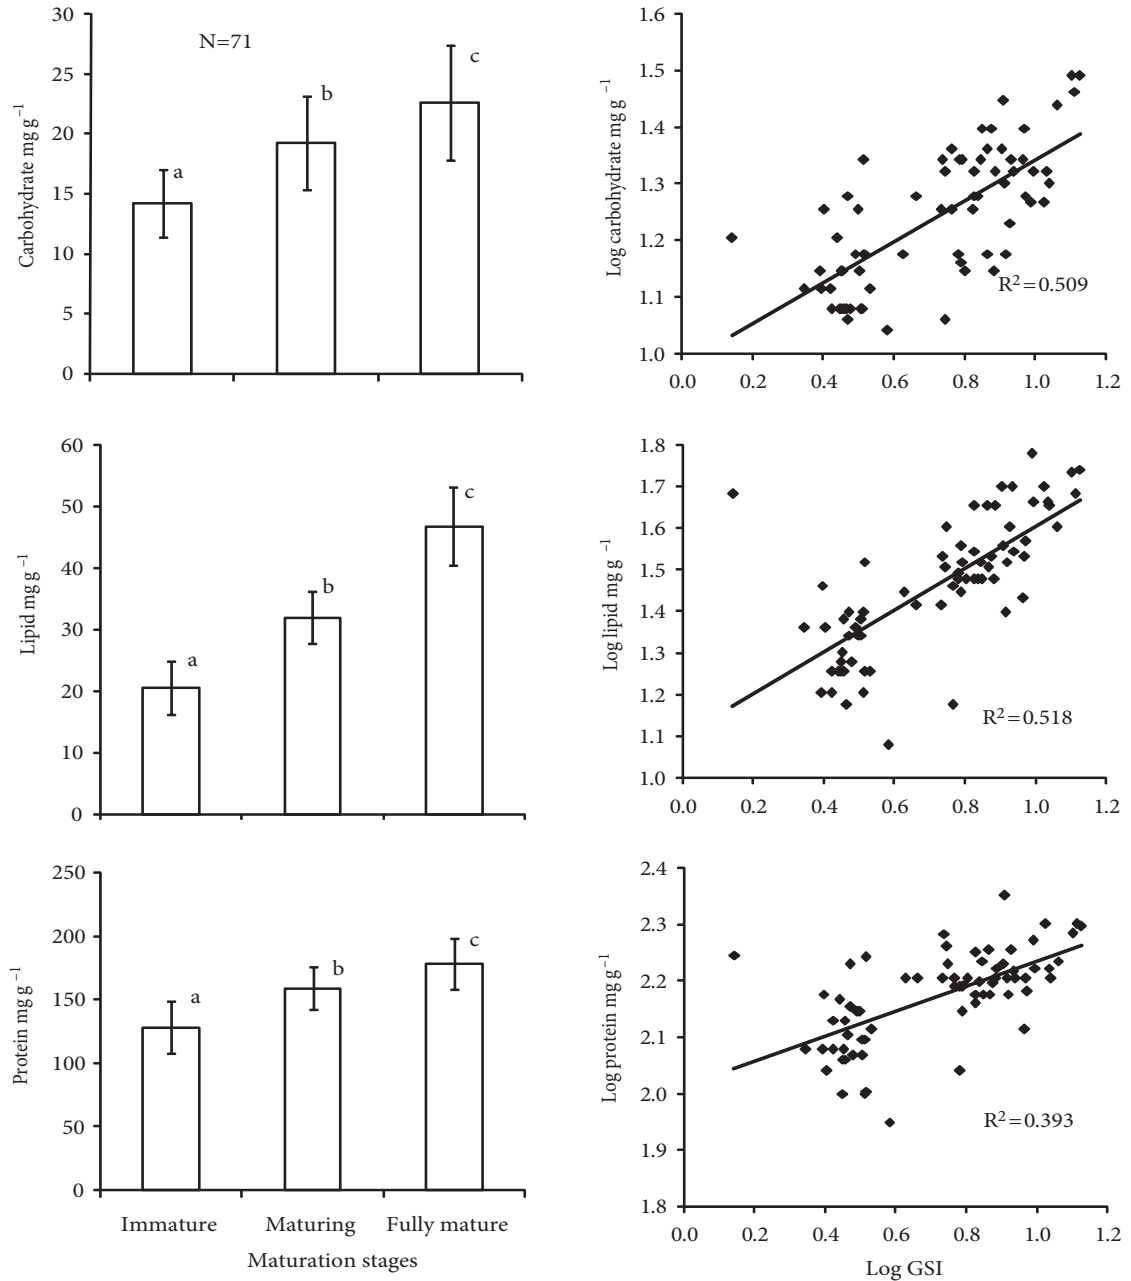 30
25
20
15
10
5
0
Carbohydrate mg g⁻¹
N=71
a
b
c
1.6
1.5
1.4
1.3
1.2
1.1
1.0
Log carbohydrate mg g⁻¹
R²=0.509
0.0 0.2 0.4 0.6 0.8 1.0 1.2
60
50
40
30
20
10
0
Lipid mg g⁻¹
a
b
c
1.8
1.7
1.6
1.5
1.4
1.3
1.2
1.1
1.0
Log lipid mg g⁻¹
R²=0.518
0.0 0.2 0.4 0.6 0.8 1.0 1.2
250
200
150
100
50
0
Protein mg g⁻¹
a
b
c
Immature Maturing Fully mature
Maturation stages
2.4
2.3
2.2
2.1
2.0
1.9
1.8
Log protein mg g⁻¹
R²=0.393
0.0 0.2 0.4 0.6 0.8 1.0 1.2
Log GSI